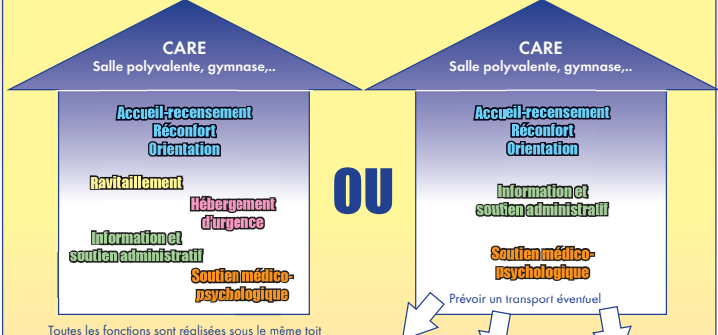 CARE
Salle polyvalente, gymnase,..
Accueil-recensement
Réconfort
Orientation
Ravitaillement
Hébergement
d'urgence
Information et
soutien administratif
Soutien médico-
psychologique
Toutes les fonctions sont réalisées sous le même toit
OU
CARE
Salle polyvalente, gymnase,..
Accueil-recensement
Réconfort
Orientation
Information et
soutien administratif
Soutien médico-
psychologique
Prévoir un transport éventuel